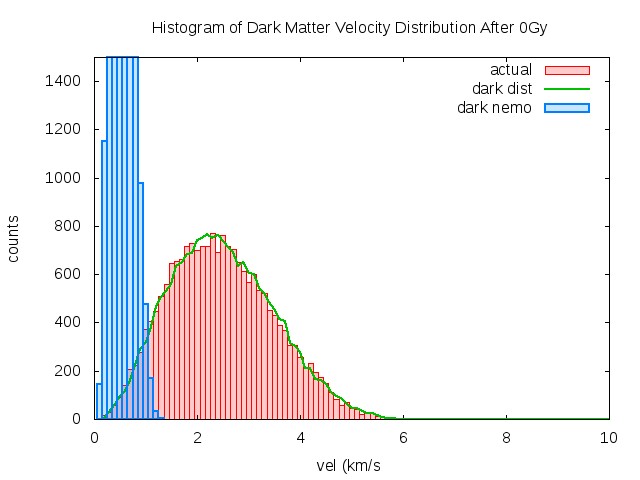 Histogram of Dark Matter Velocity Distribution After 0Gy
actual
dark dist
dark nemo
1400
1200
1000
800
600
400
200
0
counts
0 2 4 6 8 10
vel (km/s